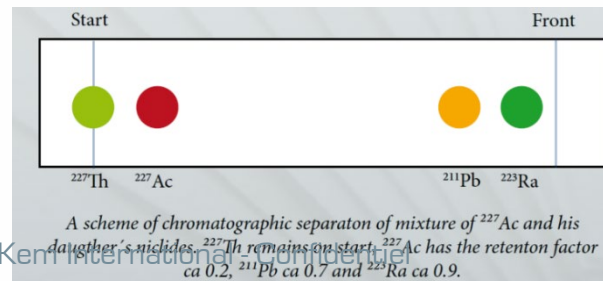 Start Front
²²⁷Th ²²⁷Ac ²¹¹Pb ²²³Ra
A scheme of chromatographic separaton of mixture of ²²⁷Ac and his
daugther´s niclides. ²²⁷Th remains on start, ²²⁷Ac has the retenton factor
Kem International - Confidentiel
ca 0.2, ²¹¹Pb ca 0.7 and ²²³Ra ca 0.9.